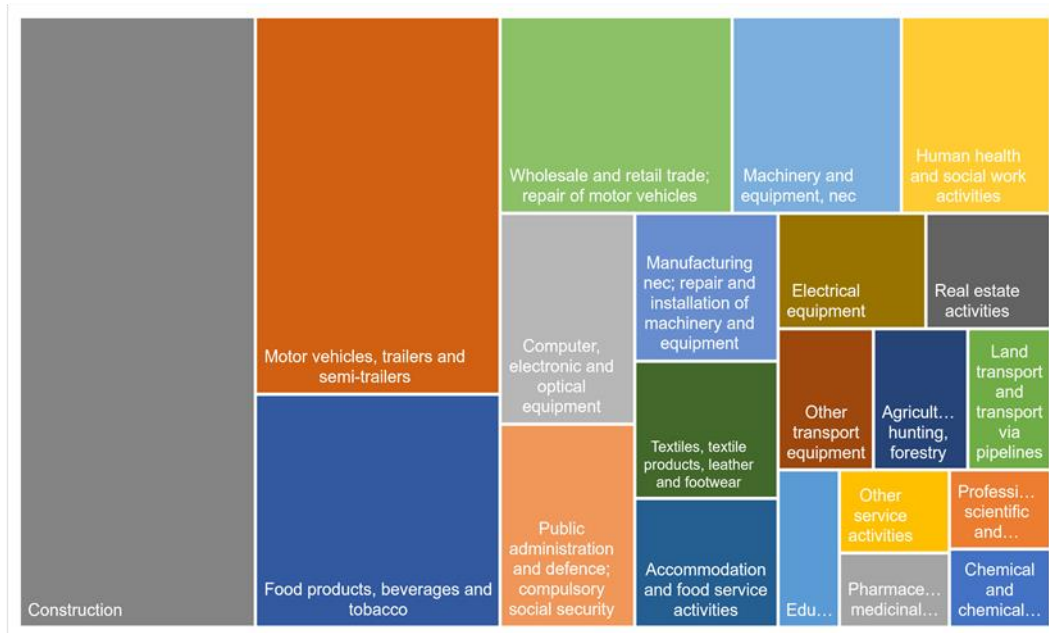 Construction
Motor vehicles, trailers and
semi-trailers
Food products, beverages and
tobacco
Wholesale and retail trade;
repair of motor vehicles
Machinery and
equipment, nec
Human health
and social work
activities
Computer,
electronic and
optical
equipment
Public
administration
and defence;
compulsory
social security
Manufacturing
nec; repair and
installation of
machinery and
equipment
Textiles, textile
products, leather
and footwear
Accommodation
and food service
activities
Electrical
equipment
Real estate
activities
Other
transport
equipment
Agricult…
hunting,
forestry
Land
transport
and
transport
via
pipelines
Edu…
Other
service
activities
Professi…
scientific
and…
Pharmace…
medicinal…
Chemical
and
chemical…